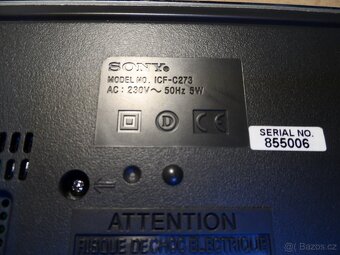 SONY®
MODEL NO. ICF-C273
AC : 230V ~ 50Hz 5W
D
CE
SERIAL NO.
855006
ATTENTION
RISQUE DE CHOC ELECTRIQUE
bazos.cz